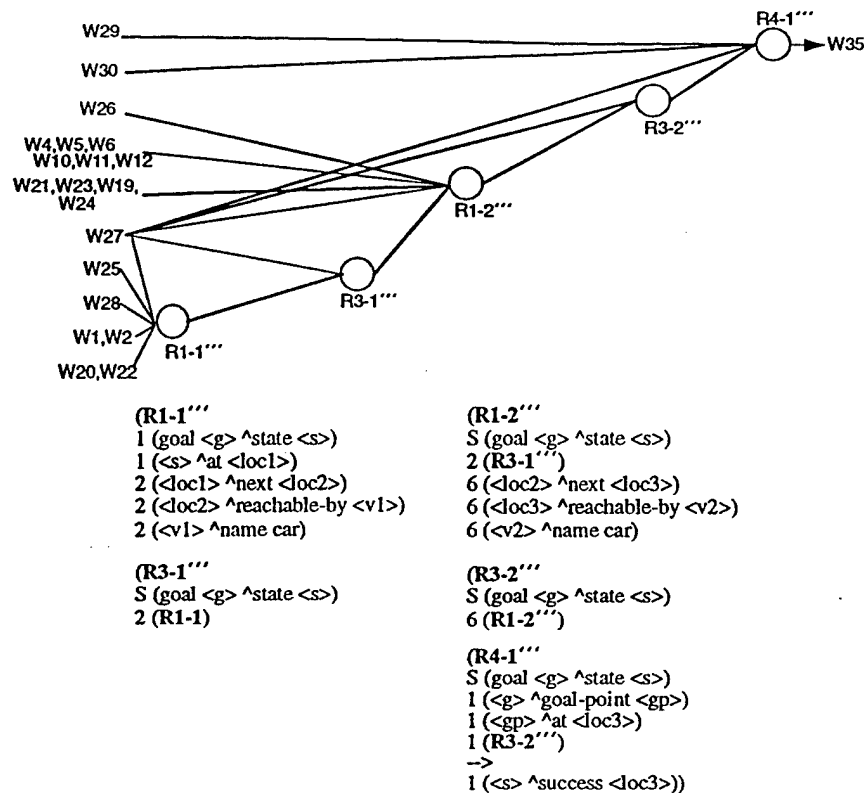 R4-1′′′
W29
W35
W30
W26
R3-2′′′
W4,W5,W6
W10,W11,W12
W21,W23,W19,
W24
R1-2′′′
W27
W25
R3-1′′′
W28
W1,W2
R1-1′′′
W20,W22
(R1-1′′′
1 (goal <g> ^state <s>)
1 (<s> ^at <loc1>)
2 (<loc1> ^next <loc2>)
2 (<loc2> ^reachable-by <v1>)
2 (<v1> ^name car)
(R3-1′′′
S (goal <g> ^state <s>)
2 (R1-1)
(R1-2′′′
S (goal <g> ^state <s>)
2 (R3-1′′′)
6 (<loc2> ^next <loc3>)
6 (<loc3> ^reachable-by <v2>)
6 (<v2> ^name car)
(R3-2′′′
S (goal <g> ^state <s>)
6 (R1-2′′′)
(R4-1′′′
S (goal <g> ^state <s>)
1 (<g> ^goal-point <gp>)
1 (<gp> ^at <loc3>)
1 (R3-2′′′)
-->
1 (<s> ^success <loc3>))